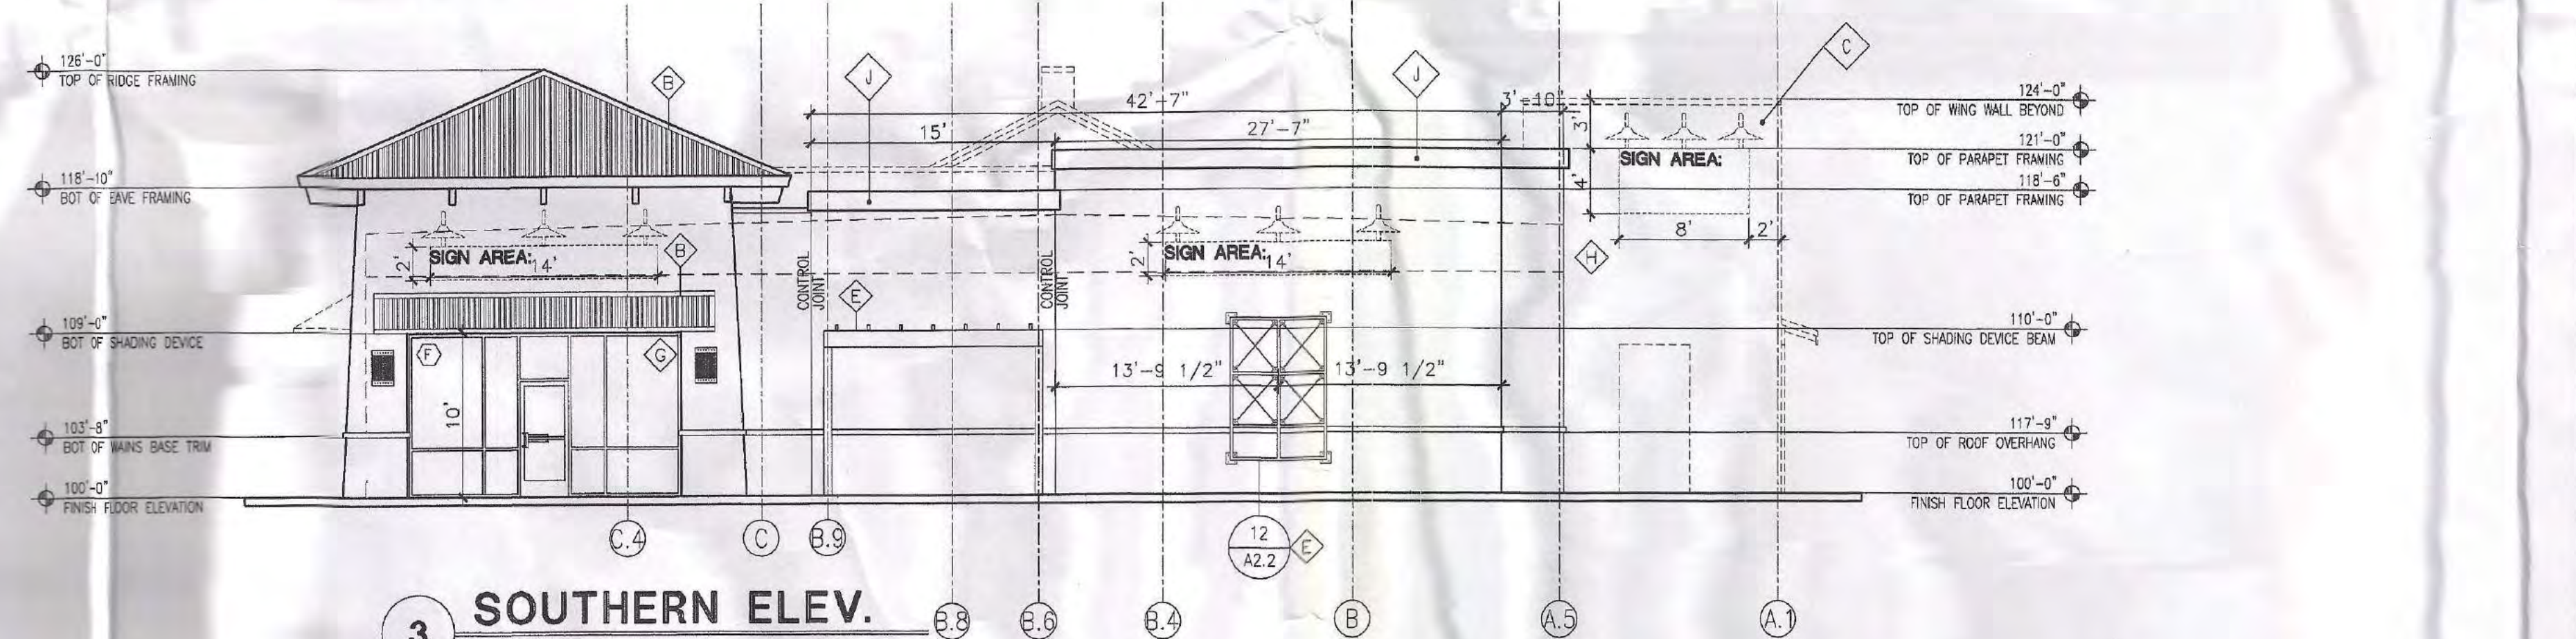 126'-0"
TOP OF RIDGE FRAMING
118'-10"
BOT OF EAVE FRAMING
109'-0"
BOT OF SHADING DEVICE
103'-8"
BOT OF WAINS BASE TRIM
100'-0"
FINISH FLOOR ELEVATION
B
J
J
C
42'-7"
3'-10"
15'
27'-7"
3'
4'
SIGN AREA:
8'
2'
H
2'
SIGN AREA:
14'
B
2'
SIGN AREA:
14'
CONTROL
JOINT
CONTROL
JOINT
E
F
G
10'
13'-9 1/2"
13'-9 1/2"
124'-0"
TOP OF WING WALL BEYOND
121'-0"
TOP OF PARAPET FRAMING
118'-6"
TOP OF PARAPET FRAMING
110'-0"
TOP OF SHADING DEVICE BEAM
117'-9"
TOP OF ROOF OVERHANG
100'-0"
FINISH FLOOR ELEVATION
C.4
C
B.9
12
A2.2
E
3
SOUTHERN ELEV.
B.8
B.6
B.4
B
A.5
A.1